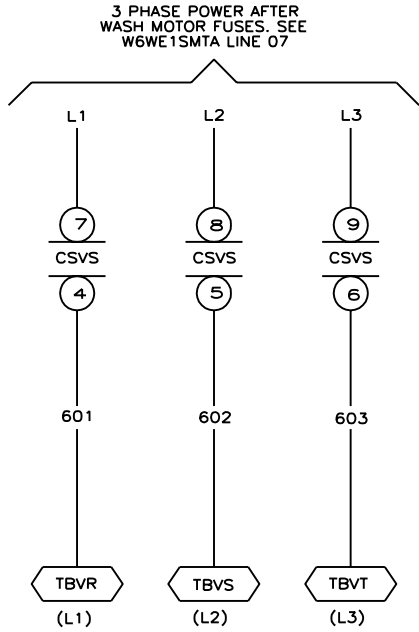 3 PHASE POWER AFTER
WASH MOTOR FUSES. SEE
W6WE1SMTA LINE 07
L1 L2 L3
7 8 9
CSVS CSVS CSVS
4 5 6
601 602 603
TBVR TBVS TBVT
(L1) (L2) (L3)